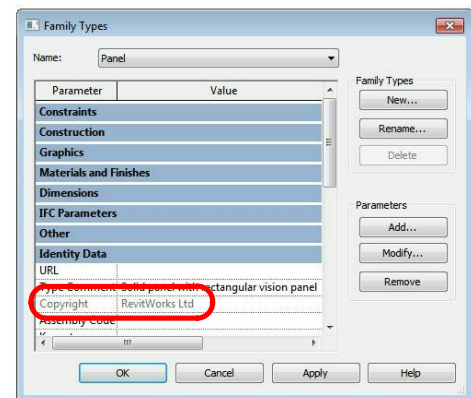 Family Types
Name: Panel
Parameter Value
Constraints
Construction
Graphics
Materials and Finishes
Dimensions
IFC Parameters
Other
Identity Data
URL
Type Comment Solid panel with rectangular vision panel
Copyright RevitWorks Ltd
Assembly Code
Family Types
New...
Rename...
Delete
Parameters
Add...
Modify...
Remove
OK Cancel Apply Help